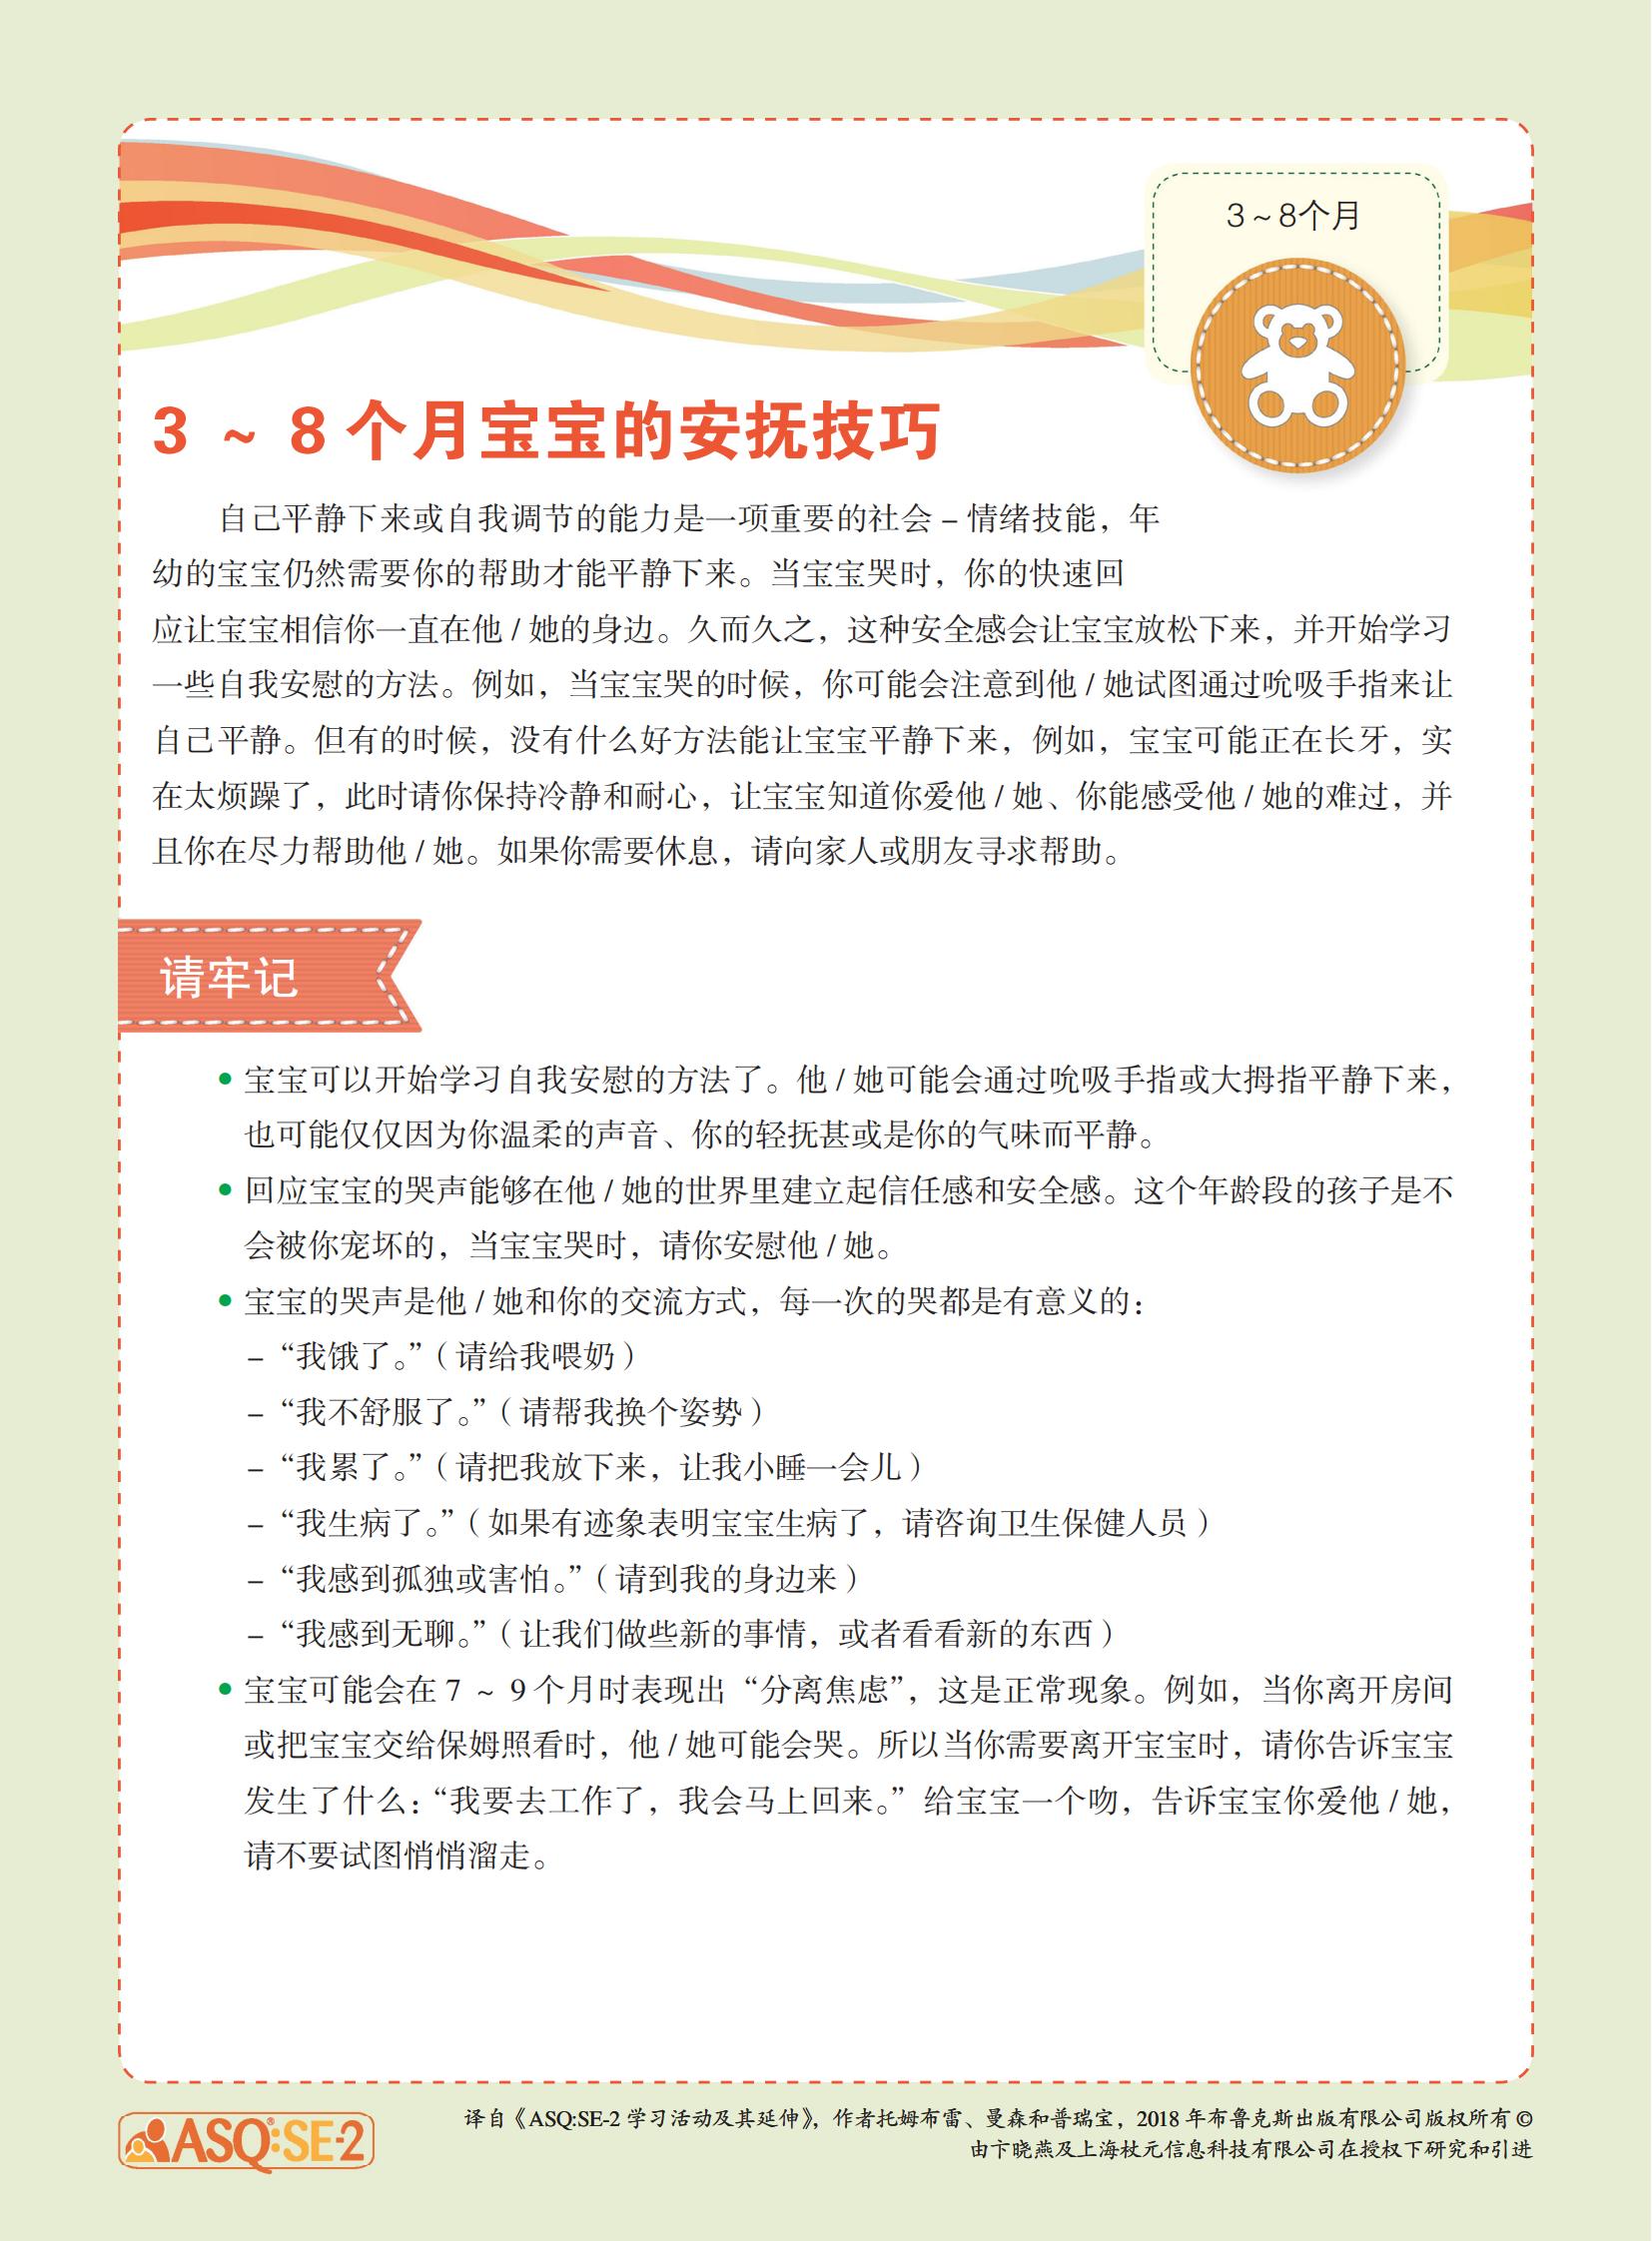 3～8个月
3 ~ 8 个月宝宝的安抚技巧
自己平静下来或自我调节的能力是一项重要的社会 – 情绪技能，年
幼的宝宝仍然需要你的帮助才能平静下来。当宝宝哭时，你的快速回
应让宝宝相信你一直在他 / 她的身边。久而久之，这种安全感会让宝宝放松下来，并开始学习
一些自我安慰的方法。例如，当宝宝哭的时候，你可能会注意到他 / 她试图通过吮吸手指来让
自己平静。但有的时候，没有什么好方法能让宝宝平静下来，例如，宝宝可能正在长牙，实
在太烦躁了，此时请你保持冷静和耐心，让宝宝知道你爱他 / 她、你能感受他 / 她的难过，并
且你在尽力帮助他 / 她。如果你需要休息，请向家人或朋友寻求帮助。
请牢记
● 宝宝可以开始学习自我安慰的方法了。他 / 她可能会通过吮吸手指或大拇指平静下来，
也可能仅仅因为你温柔的声音、你的轻抚甚或是你的气味而平静。
● 回应宝宝的哭声能够在他 / 她的世界里建立起信任感和安全感。这个年龄段的孩子是不
会被你宠坏的，当宝宝哭时，请你安慰他 / 她。
● 宝宝的哭声是他 / 她和你的交流方式，每一次的哭都是有意义的：
– “我饿了。”（请给我喂奶）
– “我不舒服了。”（请帮我换个姿势）
– “我累了。”（请把我放下来，让我小睡一会儿）
– “我生病了。”（如果有迹象表明宝宝生病了，请咨询卫生保健人员）
– “我感到孤独或害怕。”（请到我的身边来）
– “我感到无聊。”（让我们做些新的事情，或者看看新的东西）
● 宝宝可能会在 7 ~ 9 个月时表现出“分离焦虑”，这是正常现象。例如，当你离开房间
或把宝宝交给保姆照看时，他 / 她可能会哭。所以当你需要离开宝宝时，请你告诉宝宝
发生了什么：“我要去工作了，我会马上回来。” 给宝宝一个吻，告诉宝宝你爱他 / 她，
请不要试图悄悄溜走。
ASQ®:SE-2
译自《ASQ:SE-2 学习活动及其延伸》，作者托姆布雷、曼森和普瑞宝，2018 年布鲁克斯出版有限公司版权所有 ©
由卞晓燕及上海杖元信息科技有限公司在授权下研究和引进